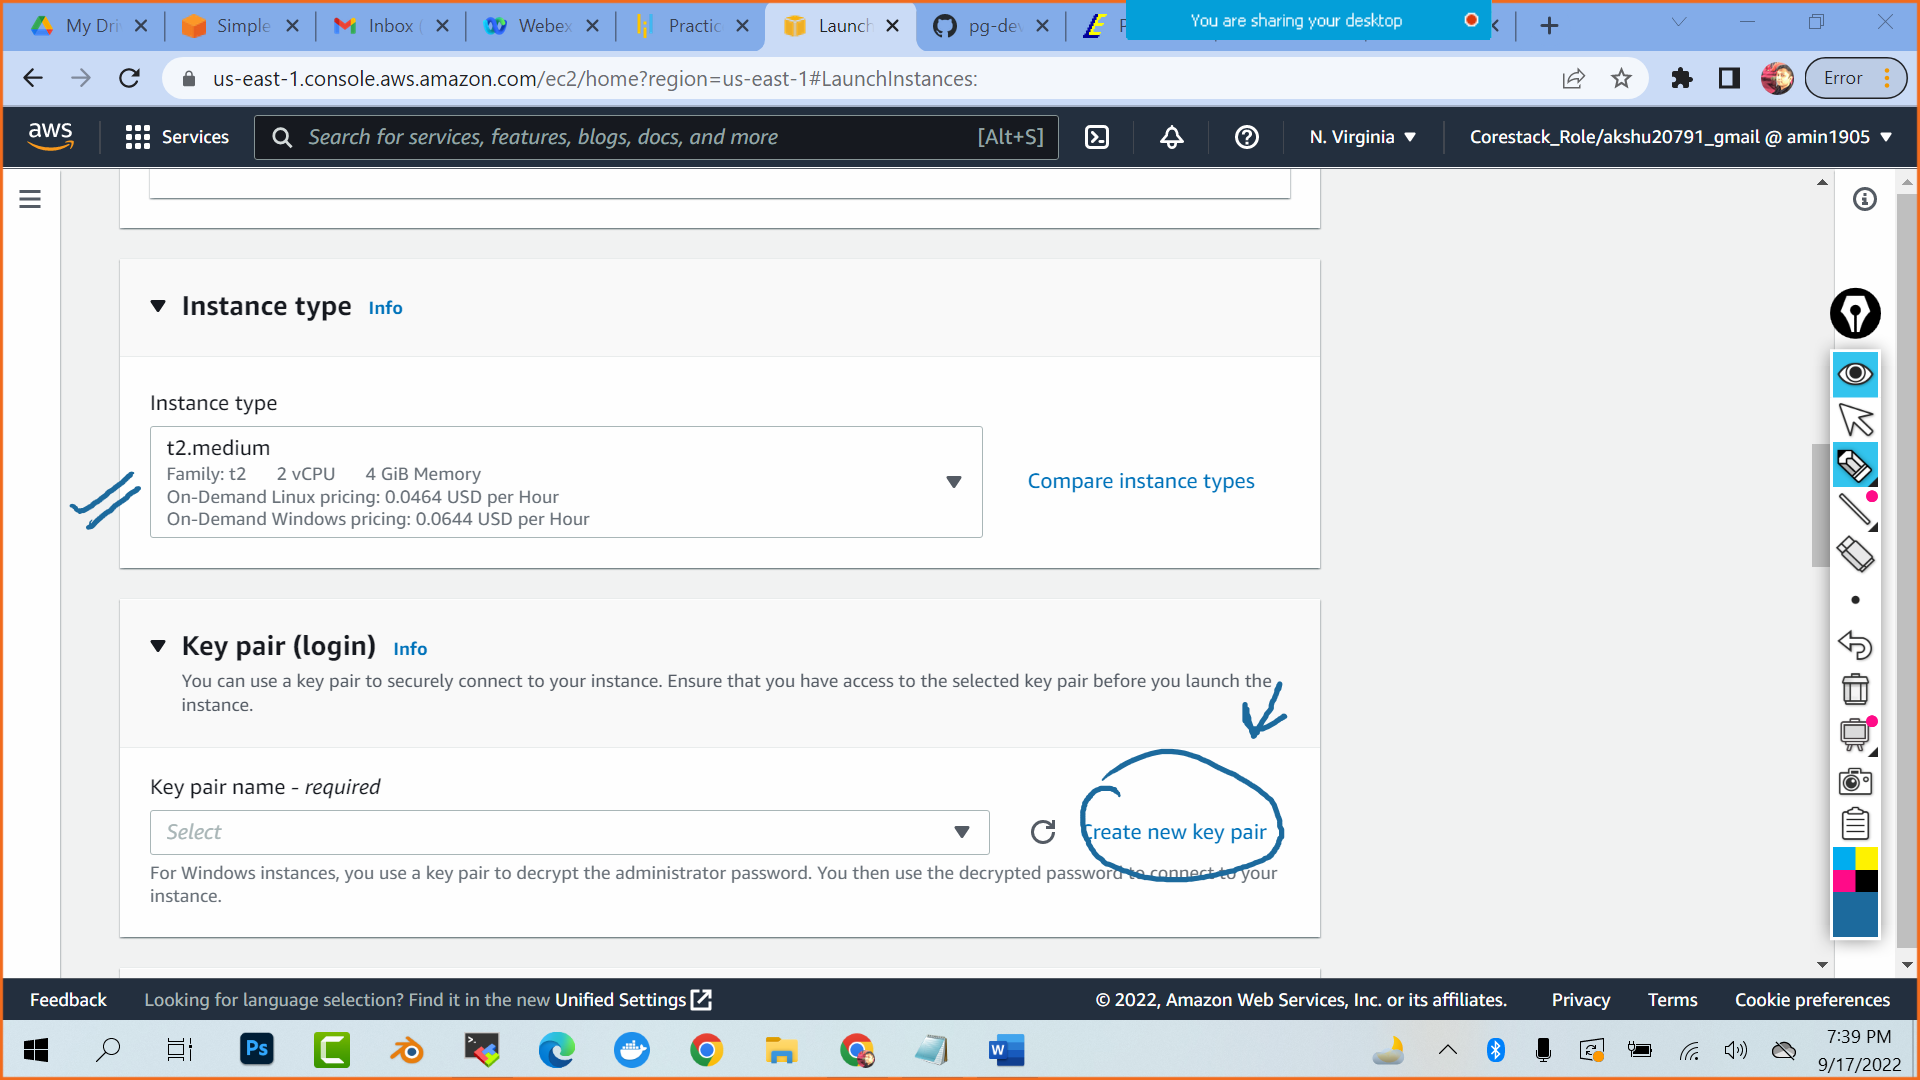 My Dri
Simple
Inbox (
Webex
Practic
Launch
pg-dev
You are sharing your desktop
us-east-1.console.aws.amazon.com/ec2/home?region=us-east-1#LaunchInstances:
Error
aws
Services
Search for services, features, blogs, docs, and more
[Alt+S]
N. Virginia
Corestack_Role/akshu20791_gmail @ amin1905
Instance type Info
Instance type
t2.medium
Family: t2 2 vCPU 4 GiB Memory
On-Demand Linux pricing: 0.0464 USD per Hour
On-Demand Windows pricing: 0.0644 USD per Hour
Compare instance types
Key pair (login) Info
You can use a key pair to securely connect to your instance. Ensure that you have access to the selected key pair before you launch the
instance.
Key pair name - required
Select
Create new key pair
For Windows instances, you use a key pair to decrypt the administrator password. You then use the decrypted password to connect to your
instance.
Feedback
Looking for language selection? Find it in the new Unified Settings
© 2022, Amazon Web Services, Inc. or its affiliates.
Privacy
Terms
Cookie preferences
Ps
C
W
7:39 PM
9/17/2022